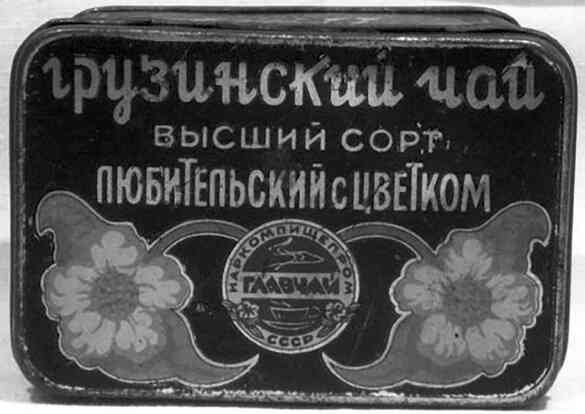 грузинский чай
ВЫСШИЙ СОРТ
ЛЮБИТЕЛЬСКИЙ С ЦВЕТКОМ
НАРКОМПИЩЕПРОМ
ГЛАВЧАЙ
СССР